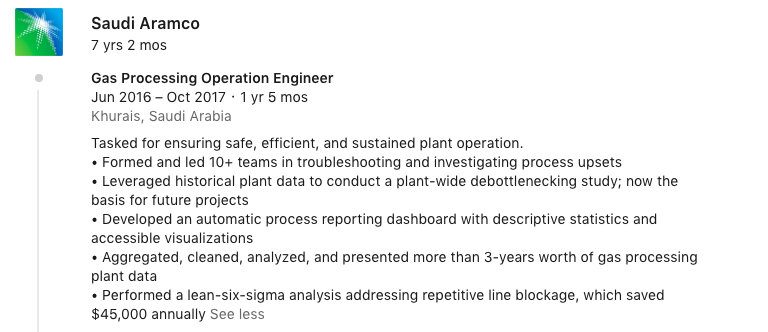 Saudi Aramco
7 yrs 2 mos
Gas Processing Operation Engineer
Jun 2016 – Oct 2017 · 1 yr 5 mos
Khurais, Saudi Arabia
Tasked for ensuring safe, efficient, and sustained plant operation.
• Formed and led 10+ teams in troubleshooting and investigating process upsets
• Leveraged historical plant data to conduct a plant-wide debottlenecking study; now the
basis for future projects
• Developed an automatic process reporting dashboard with descriptive statistics and
accessible visualizations
• Aggregated, cleaned, analyzed, and presented more than 3-years worth of gas processing
plant data
• Performed a lean-six-sigma analysis addressing repetitive line blockage, which saved
$45,000 annually See less